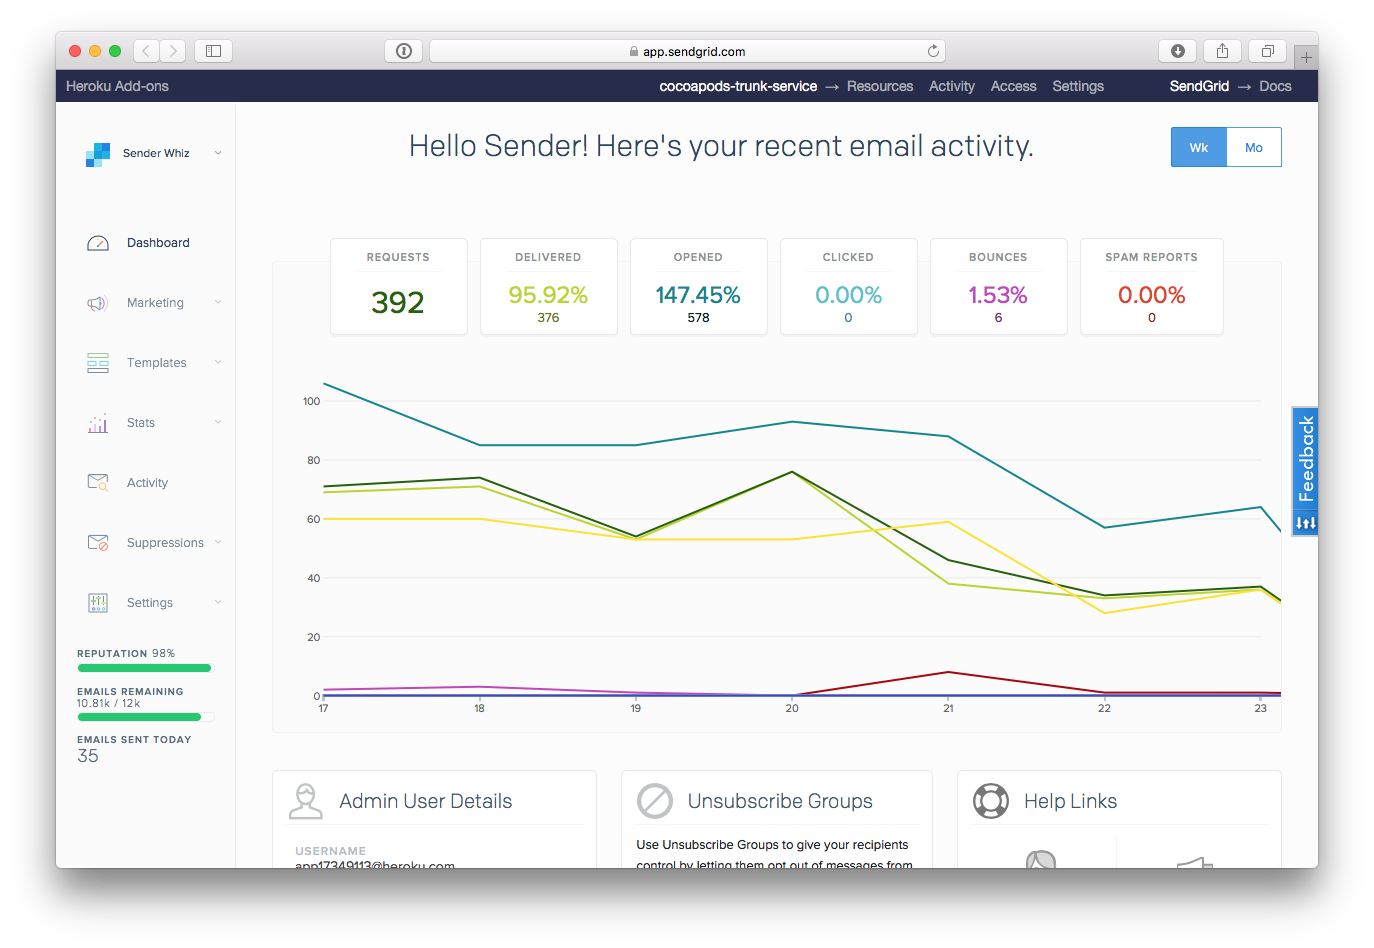 app.sendgrid.com
Heroku Add-ons
cocoapods-trunk-service → Resources Activity Access Settings SendGrid → Docs
Sender Whiz
Hello Sender! Here's your recent email activity.
Wk Mo
Dashboard
Marketing
Templates
Stats
Activity
Suppressions
Settings
REPUTATION 98%
EMAILS REMAINING
10.81k / 12k
EMAILS SENT TODAY
35
REQUESTS
392
DELIVERED
95.92%
376
OPENED
147.45%
578
CLICKED
0.00%
0
BOUNCES
1.53%
6
SPAM REPORTS
0.00%
0
100
80
60
40
20
0
17 18 19 20 21 22 23
Feedback
Admin User Details
USERNAME
app17349113@heroku.com
Unsubscribe Groups
Use Unsubscribe Groups to give your recipients
control by letting them opt out of messages from
Help Links